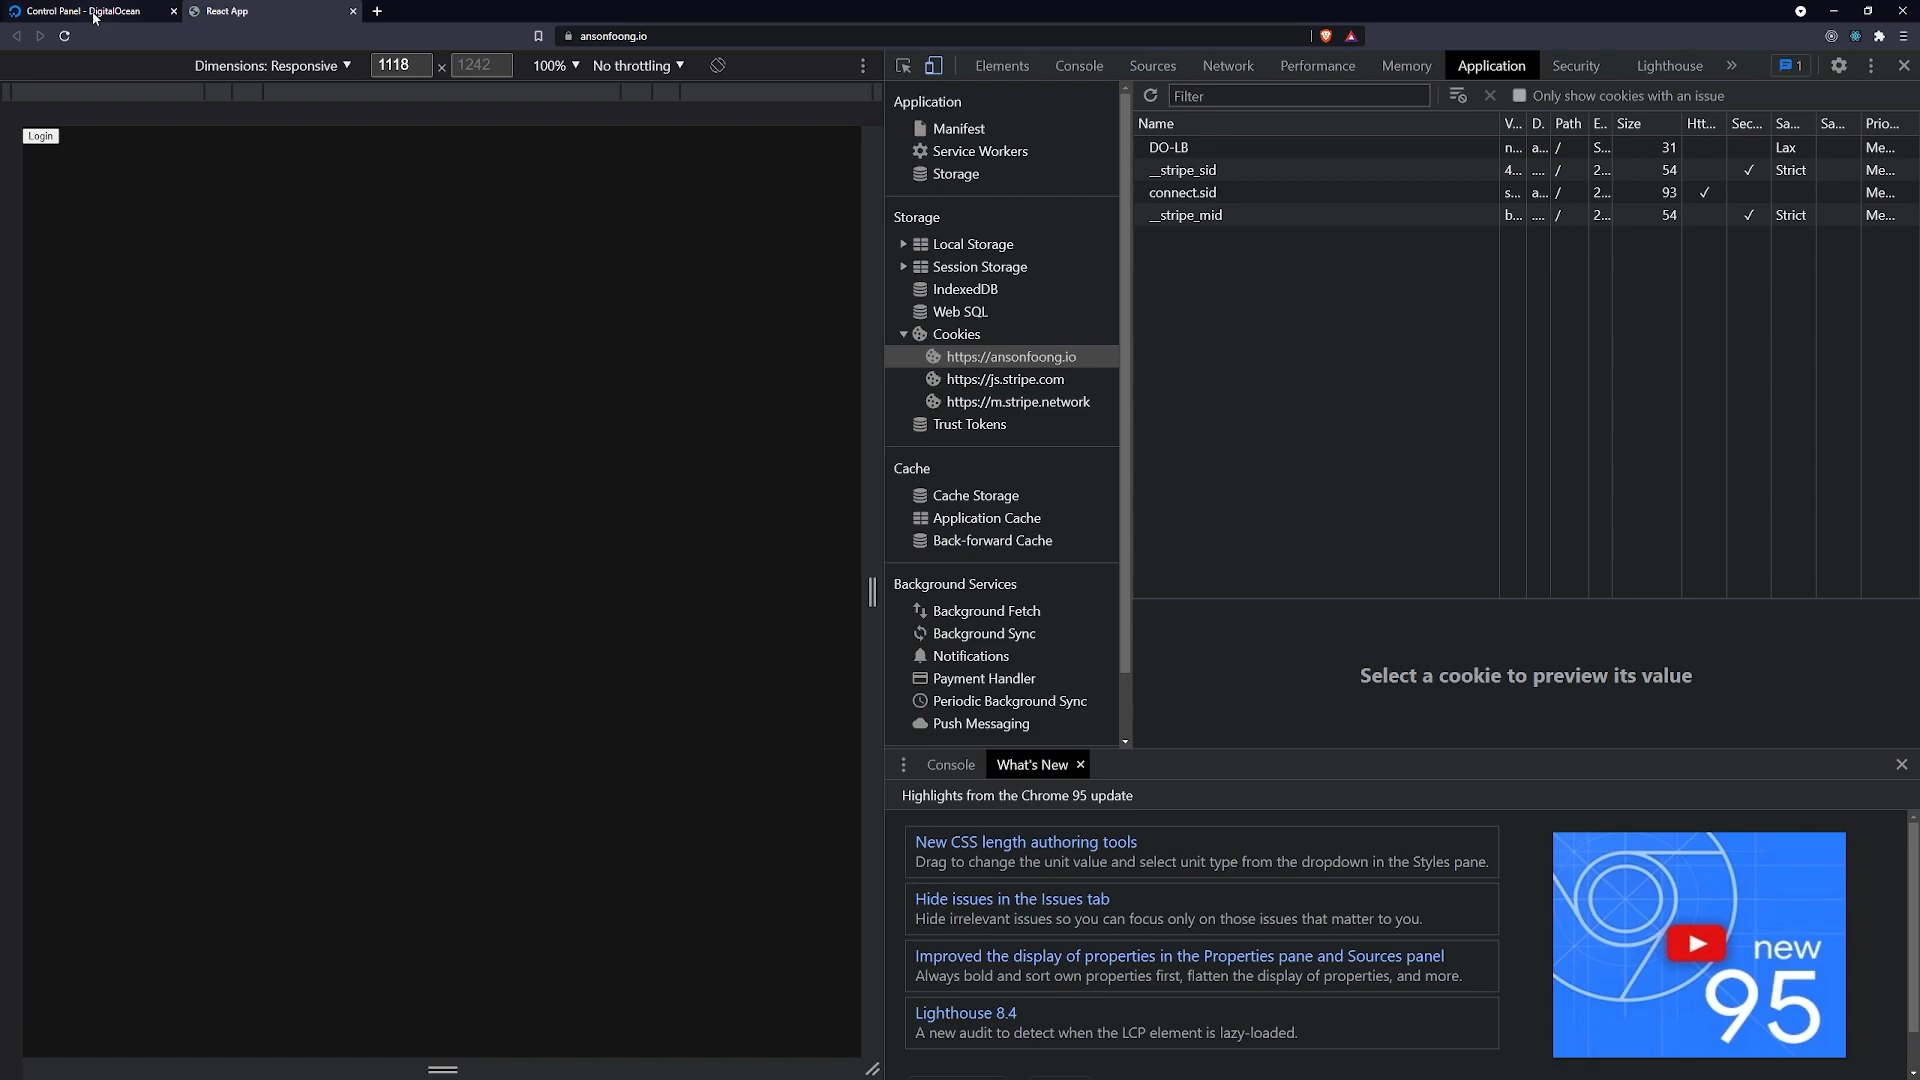 Control Panel - DigitalOcean
React App
ansonfoong.io
Dimensions: Responsive
1118 × 1242
100%
No throttling
Elements
Console
Sources
Network
Performance
Memory
Application
Security
Lighthouse
1
Application
Manifest
Service Workers
Storage
Storage
Local Storage
Session Storage
IndexedDB
Web SQL
Cookies
https://ansonfoong.io
https://js.stripe.com
https://m.stripe.network
Trust Tokens
Cache
Cache Storage
Application Cache
Back-forward Cache
Background Services
Background Fetch
Background Sync
Notifications
Payment Handler
Periodic Background Sync
Push Messaging
Login
Filter
Only show cookies with an issue
Name V... D. Path E.. Size Htt... Sec... Sa... Sa... Prio...
DO-LB n... a... / S... 31 Lax Me...
__stripe_sid 4... .... / 2... 54 ✓ Strict Me...
connect.sid s... a... / 2... 93 ✓ Me...
__stripe_mid b... .... / 2... 54 ✓ Strict Me...
Select a cookie to preview its value
Console
What's New
Highlights from the Chrome 95 update
New CSS length authoring tools
Drag to change the unit value and select unit type from the dropdown in the Styles pane.
Hide issues in the Issues tab
Hide irrelevant issues so you can focus only on those issues that matter to you.
Improved the display of properties in the Properties pane and Sources panel
Always bold and sort own properties first, flatten the display of properties, and more.
Lighthouse 8.4
A new audit to detect when the LCP element is lazy-loaded.
new
95